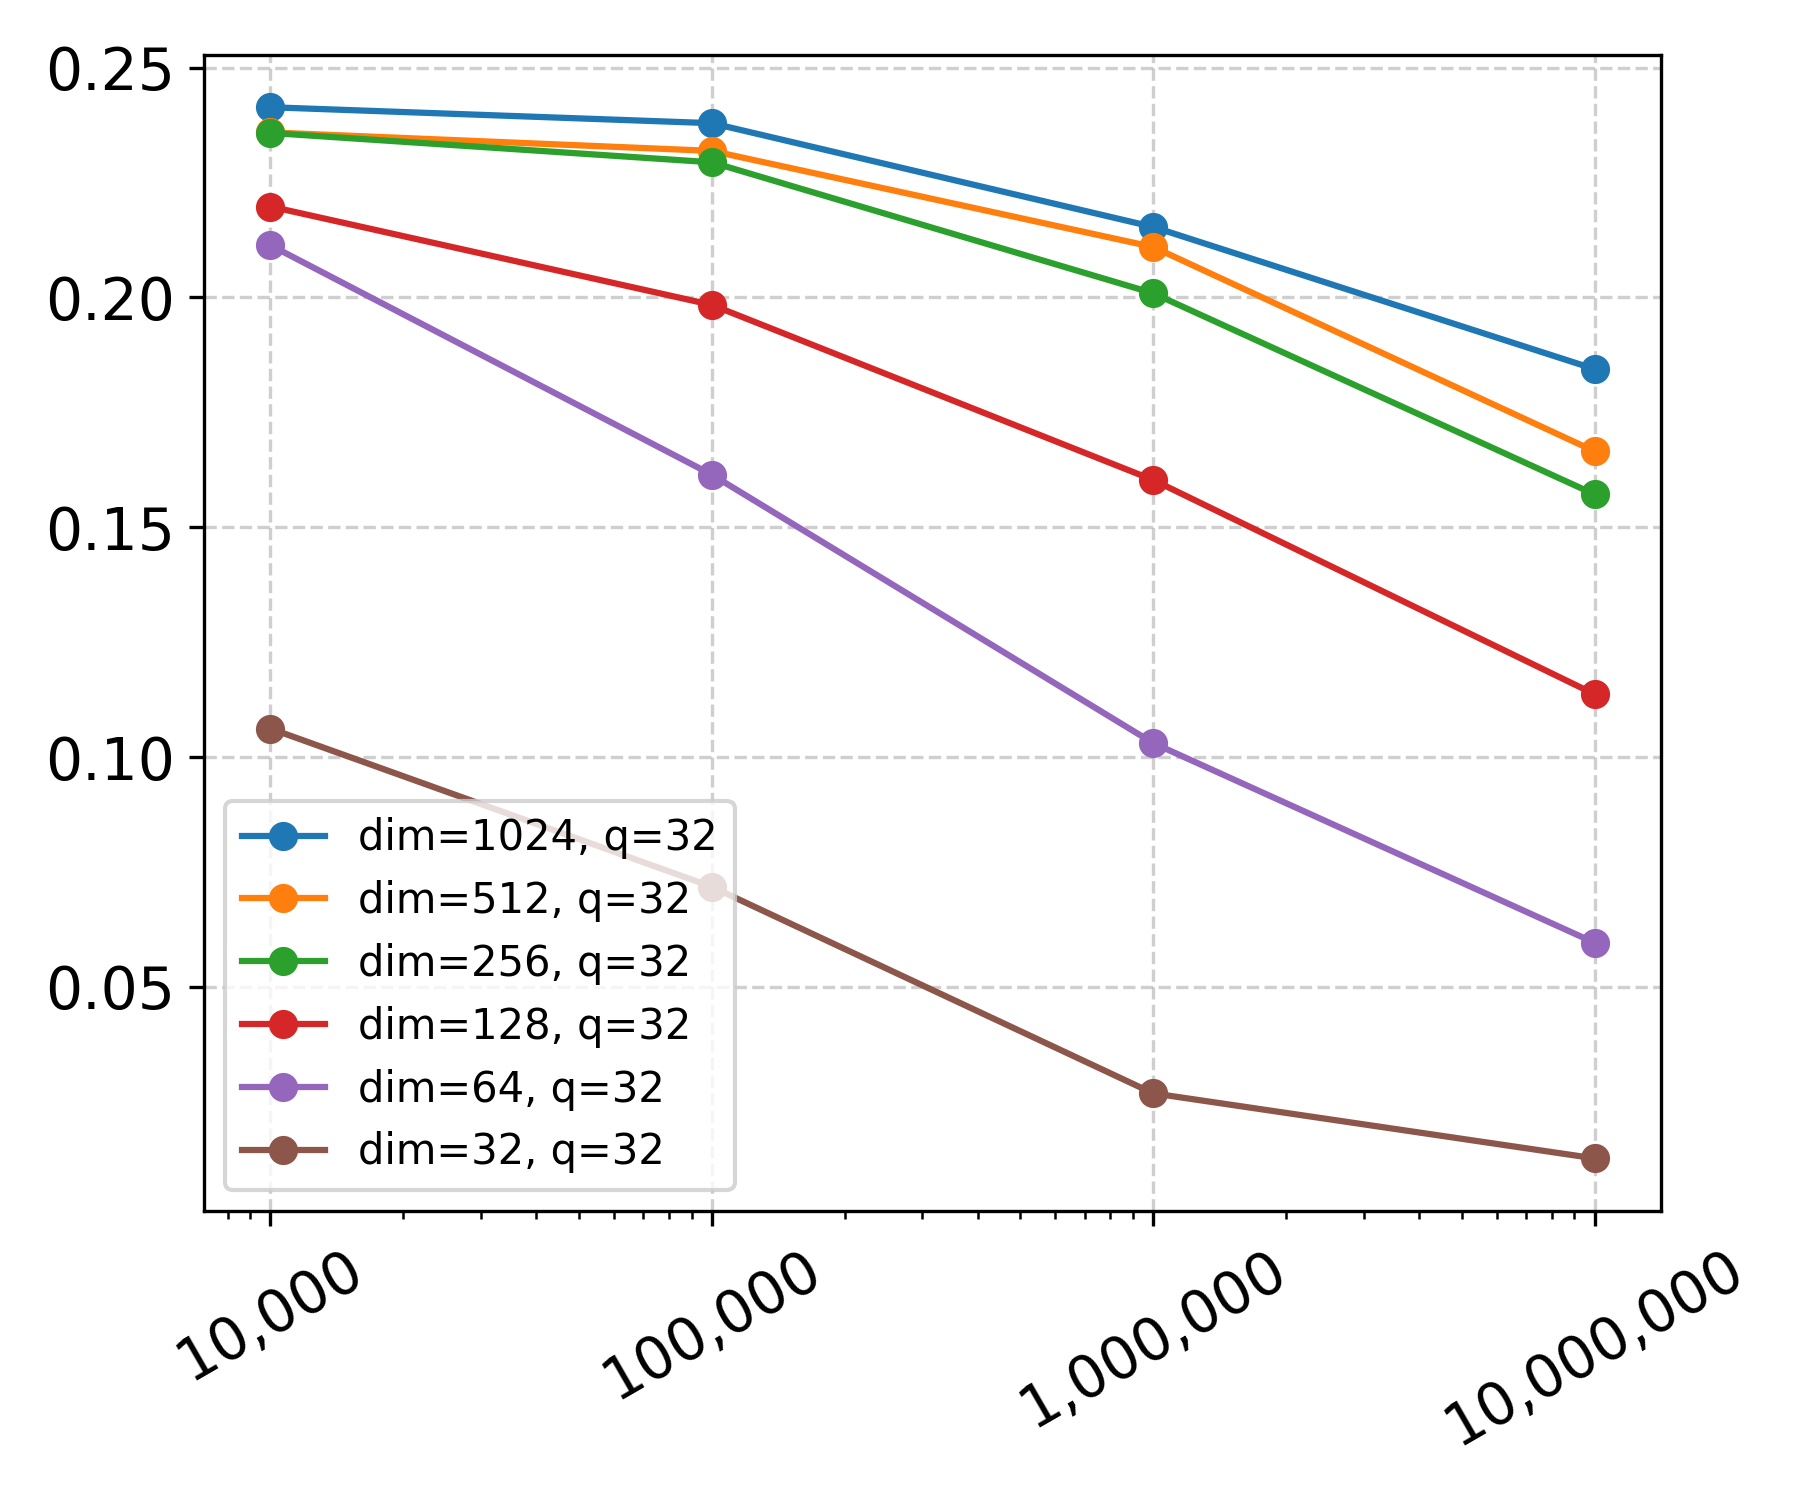 0.25
0.20
0.15
0.10
0.05
dim=1024, q=32
dim=512, q=32
dim=256, q=32
dim=128, q=32
dim=64, q=32
dim=32, q=32
10,000
100,000
1,000,000
10,000,000